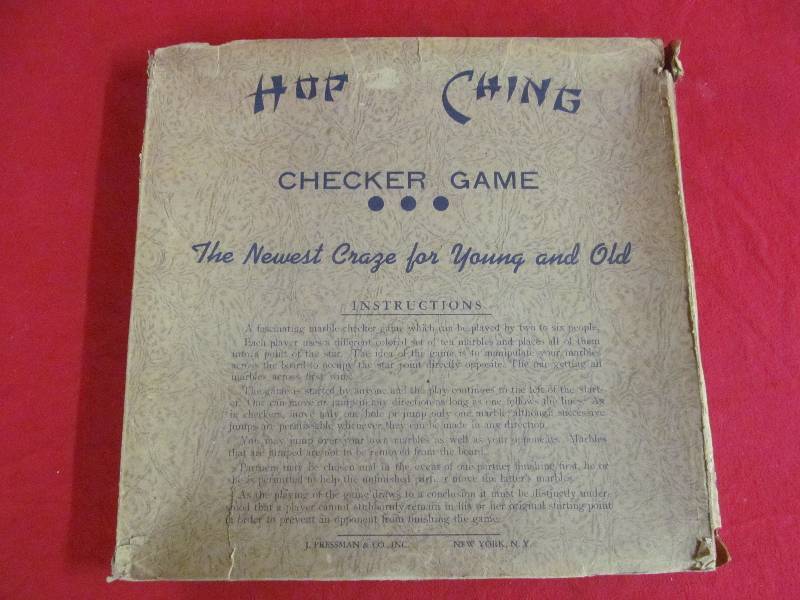 HOP CHING
CHECKER GAME
The Newest Craze for Young and Old
INSTRUCTIONS
A fascinating marble checker game which can be played by two to six people.
Each player uses a different colored set of ten marbles and places all of them
into a point of the star. The idea of the game is to manipulate your marbles
across the board to occupy the star point directly opposite. The one getting all
marbles across first wins.
The game is started by anyone and the play continues to the left of the start-
er. One can move or jump in any direction as long as one follows the lines. As
in checkers, move only one hole or jump only one marble, although successive
jumps are permissable whenever they can be made in any direction.
You may jump over your own marbles as well as your opponents. Marbles
that are jumped are not to be removed from the board.
Partners may be chosen and in the event of one partner finishing first, he or
she is permitted to help the unfinished move the latter's marbles.
As the playing of the game draws to a conclusion it must be distinctly under-
stood that a player cannot stubbornly remain in his or her original starting point
in order to prevent an opponent from finishing the game.
J. PRESSMAN & CO., INC. NEW YORK, N. Y.